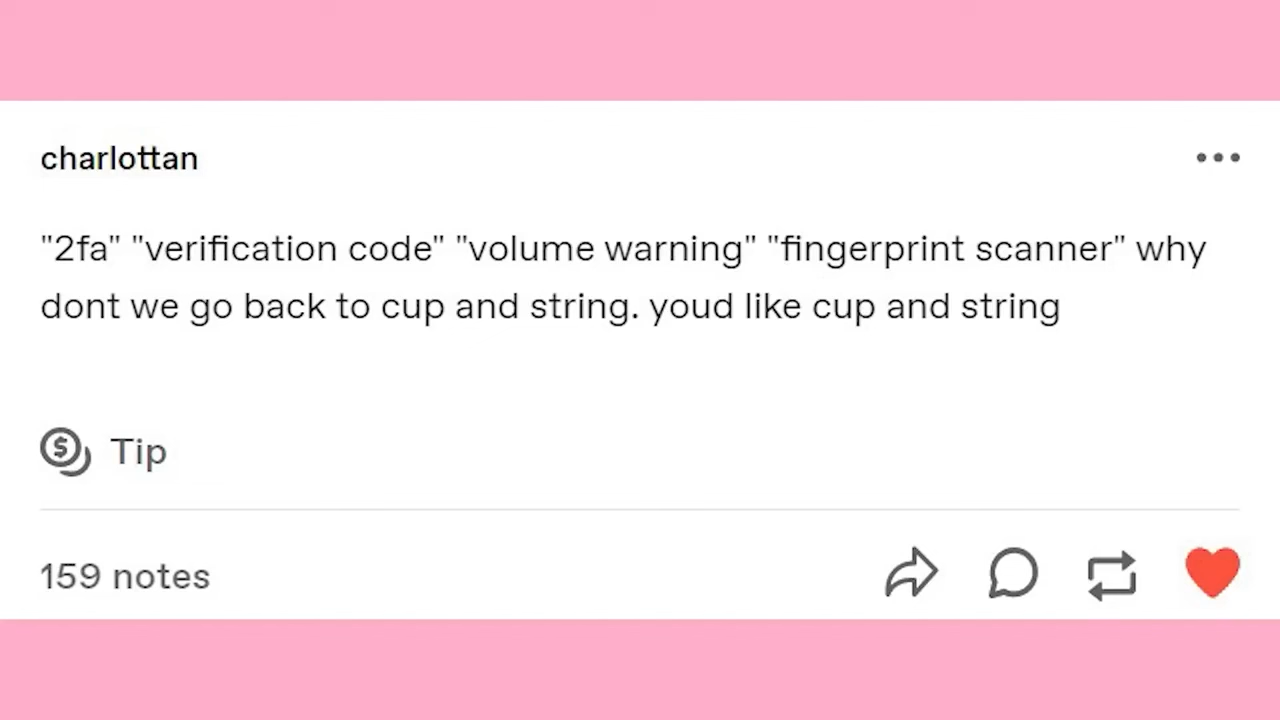 charlottan
"2fa" "verification code" "volume warning" "fingerprint scanner" why
dont we go back to cup and string. youd like cup and string
Tip
159 notes